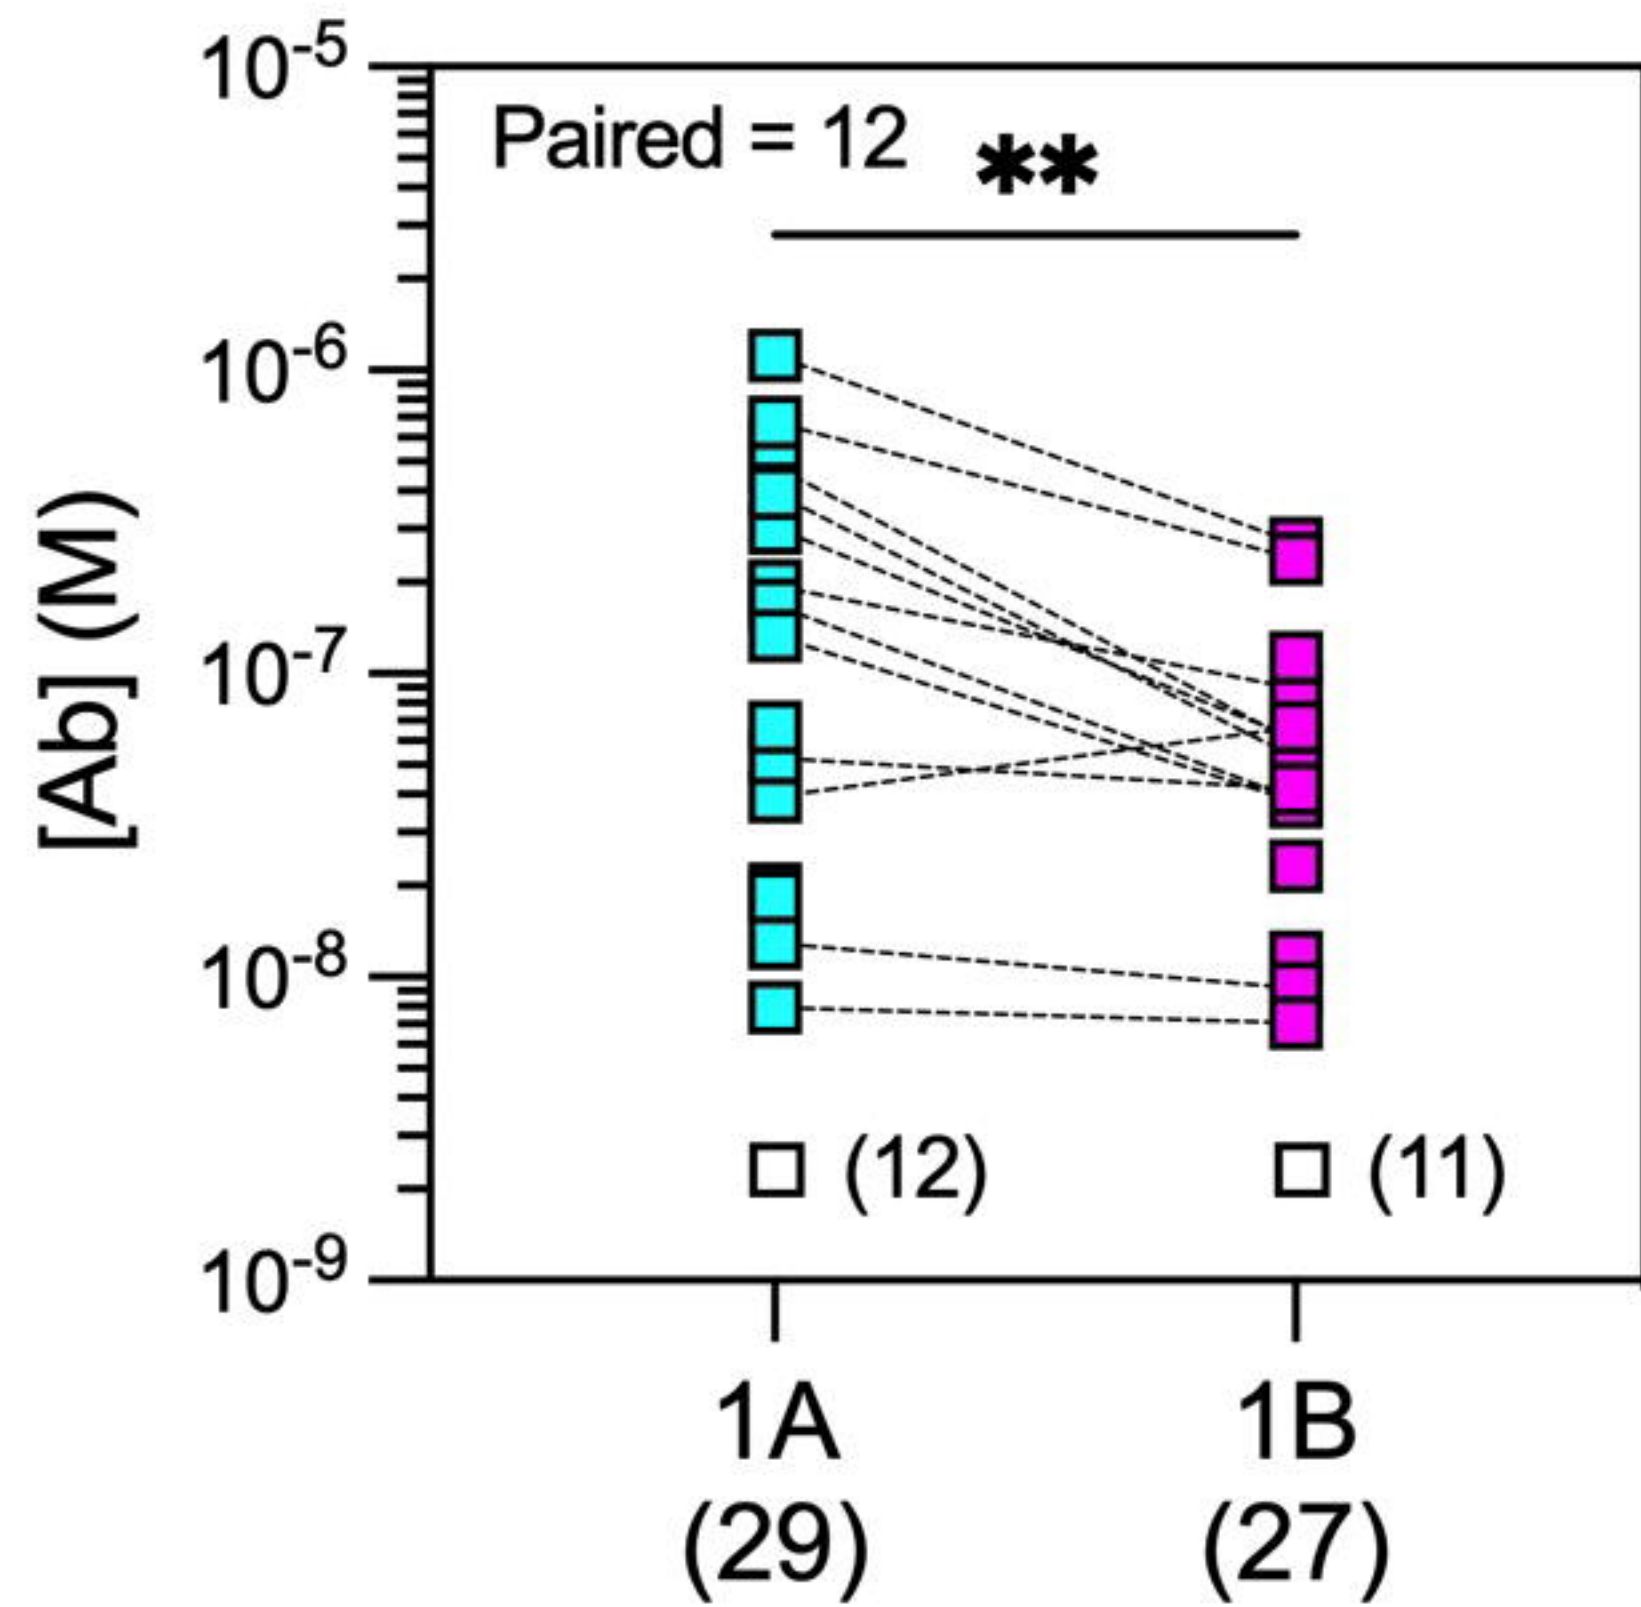 10⁻⁵
Paired = 12
**
10⁻⁶
10⁻⁷
[Ab] (M)
10⁻⁸
(12) (11)
10⁻⁹
1A 1B
(29) (27)